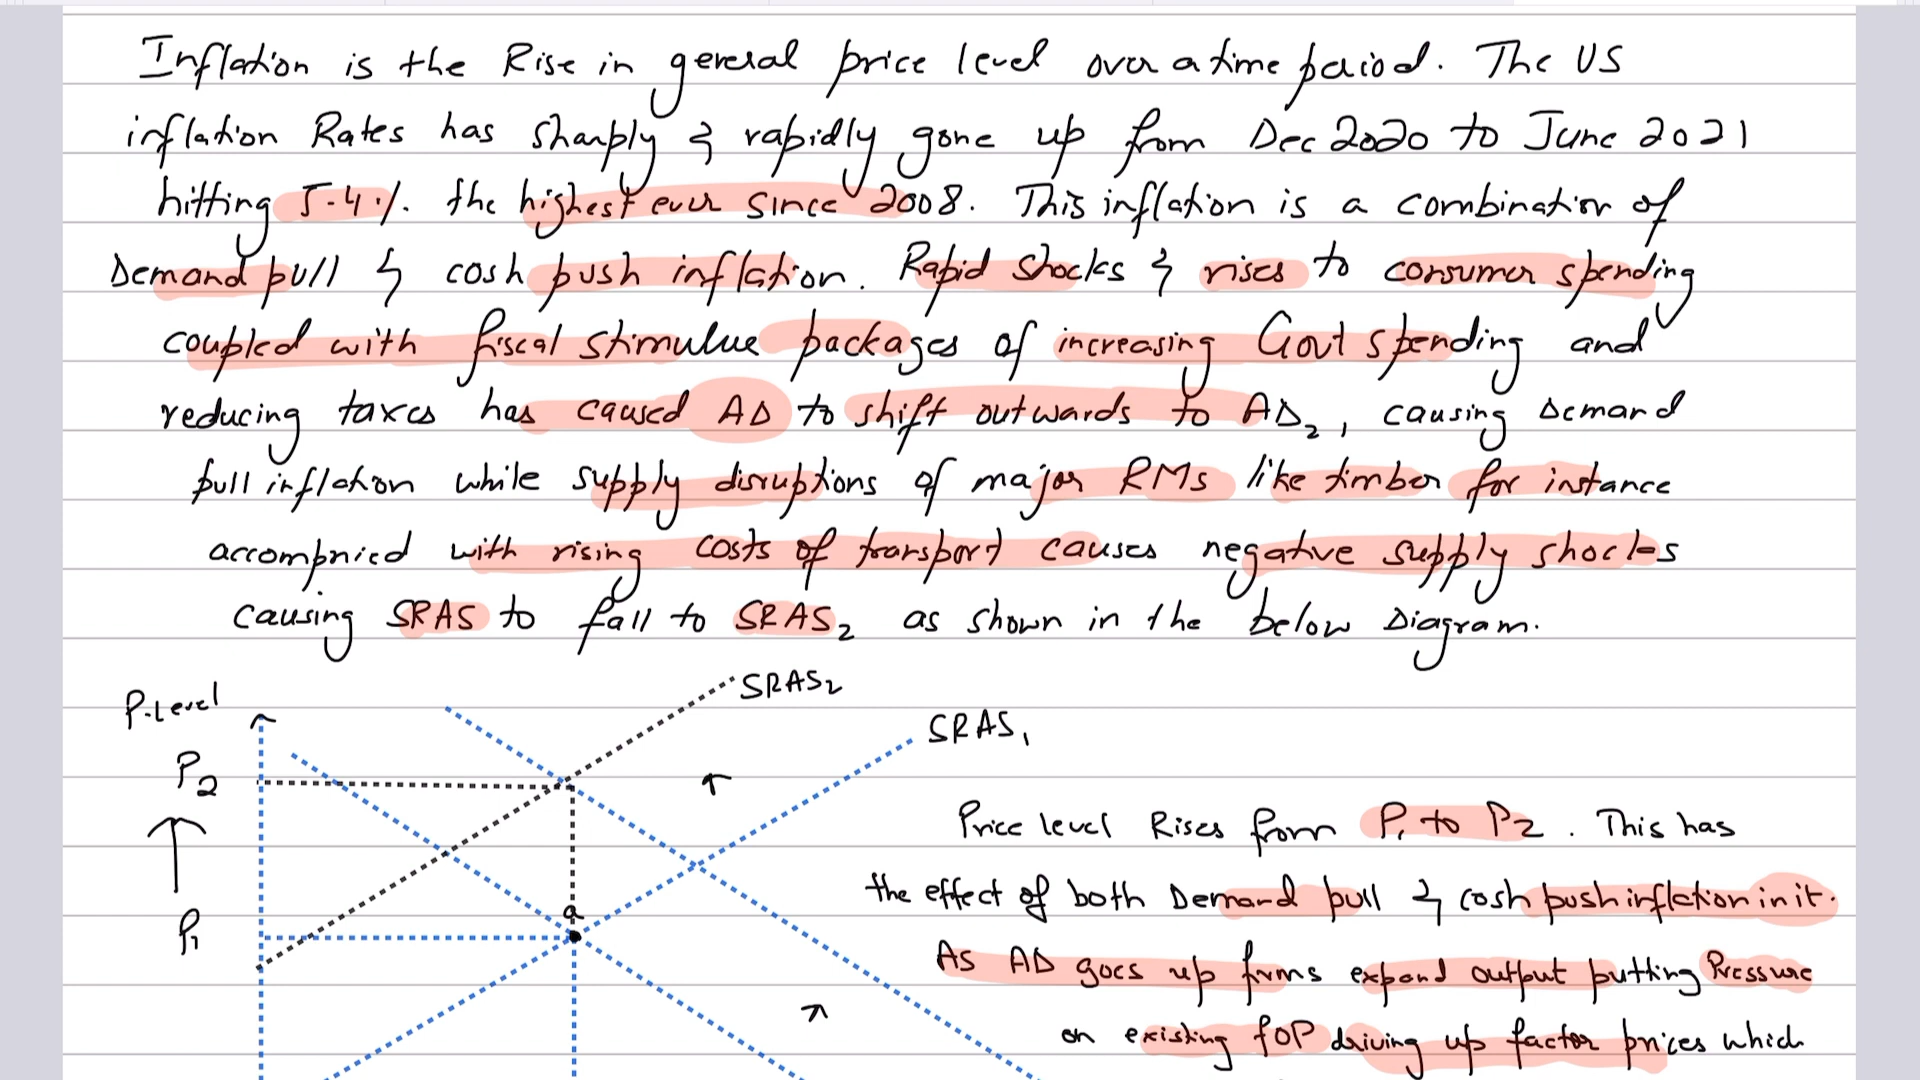 Inflation is the Rise in general price level over a time period. The US
inflation Rates has sharply & rapidly gone up from Dec 2020 to June 2021
hitting 5.4%. the highest ever since 2008. This inflation is a combination of
Demand pull & cosh push inflation. Rapid shocks & rises to consumer spending
coupled with fiscal stimulue packages of increasing Govt spending and
reducing taxes has caused AD to shift outwards to AD2, causing Demand
pull inflation while supply disruptions of major RMs like timber for instance
accompnied with rising costs of transport causes negative supply shocks
causing SRAS to fall to SRAS2 as shown in the below Diagram.
P.Level
SRAS2
SRAS1
P2
P1
a
Price level Rises from P1 to P2. This has
the effect of both Demand pull & cosh push inflation in it.
As AD goes up firms expand output putting Pressure
on existing FOP driving up factor prices which